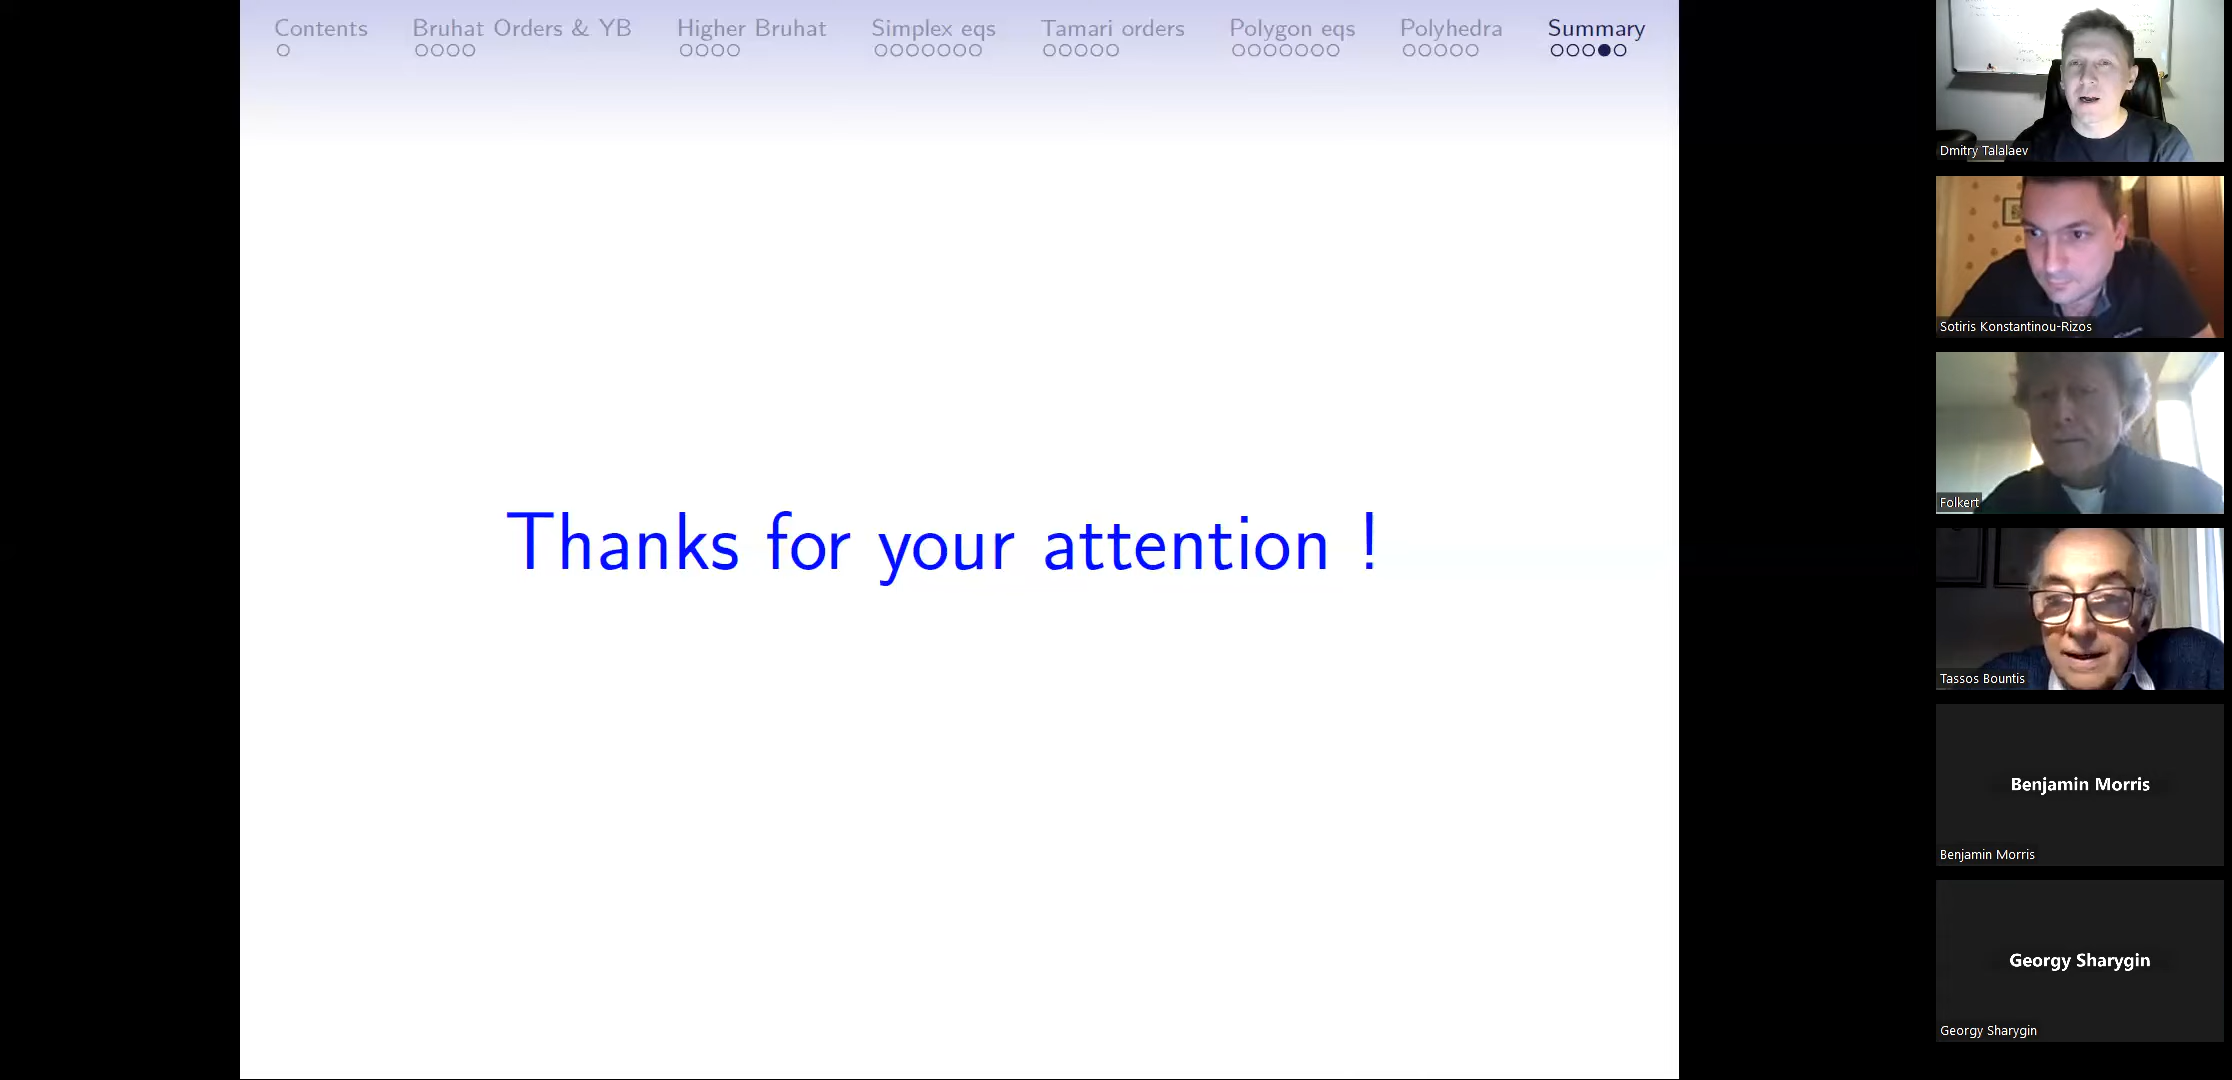 Contents Bruhat Orders & YB Higher Bruhat Simplex eqs Tamari orders Polygon eqs Polyhedra Summary
Thanks for your attention !
Dmitry Talalaev
Sotiris Konstantinou-Rizos
Folkert
Tassos Bountis
Benjamin Morris
Benjamin Morris
Georgy Sharygin
Georgy Sharygin